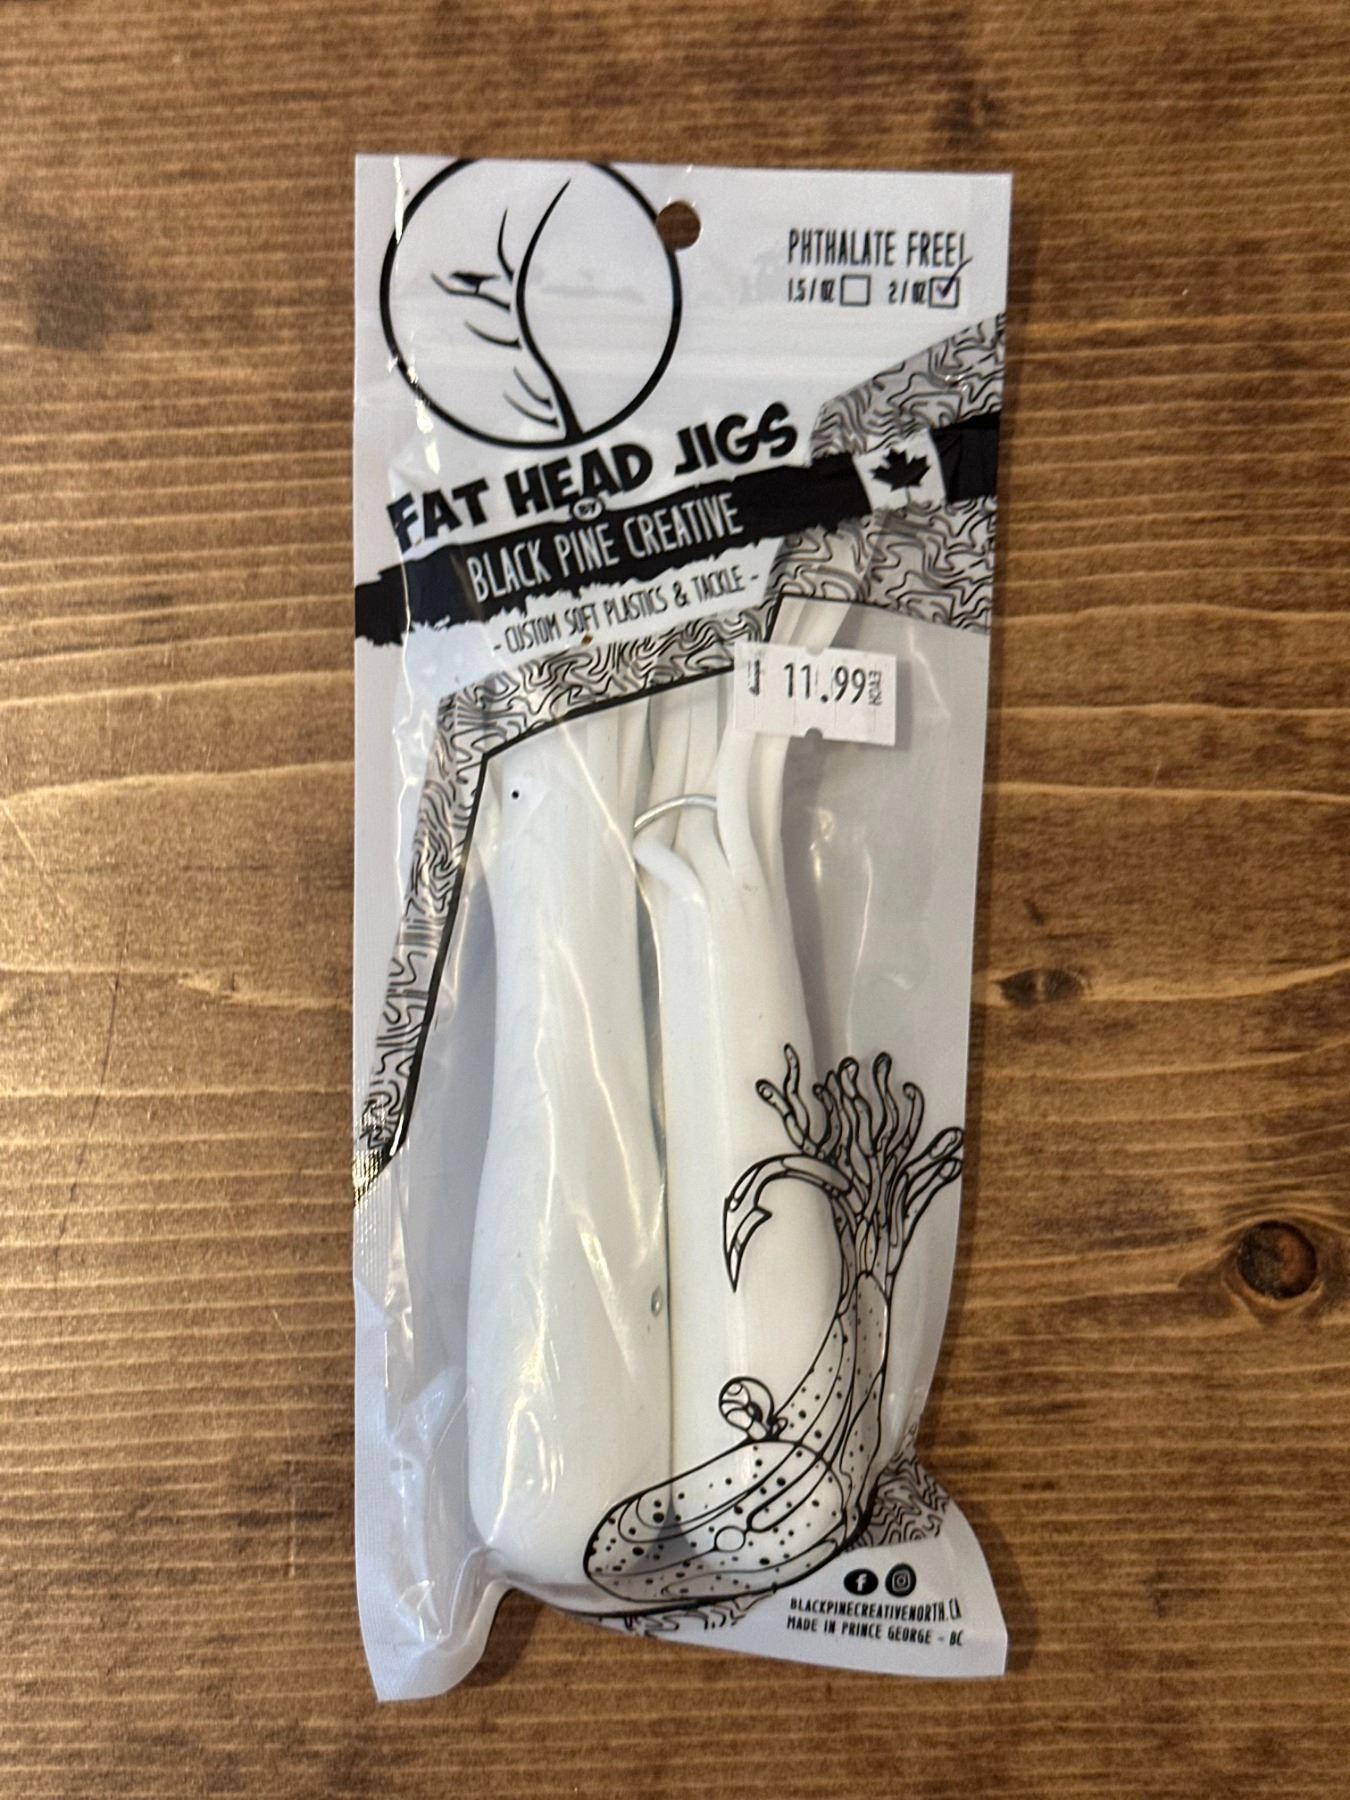 PHTHALATE FREE!
1.5/OZ 2/OZ
FAT HEAD JIGS
BY
BLACK PINE CREATIVE
- CUSTOM SOFT PLASTICS & TACKLE -
11.99 EACH
f
BLACKPINECREATIVENORTH.CA
MADE IN PRINCE GEORGE - BC